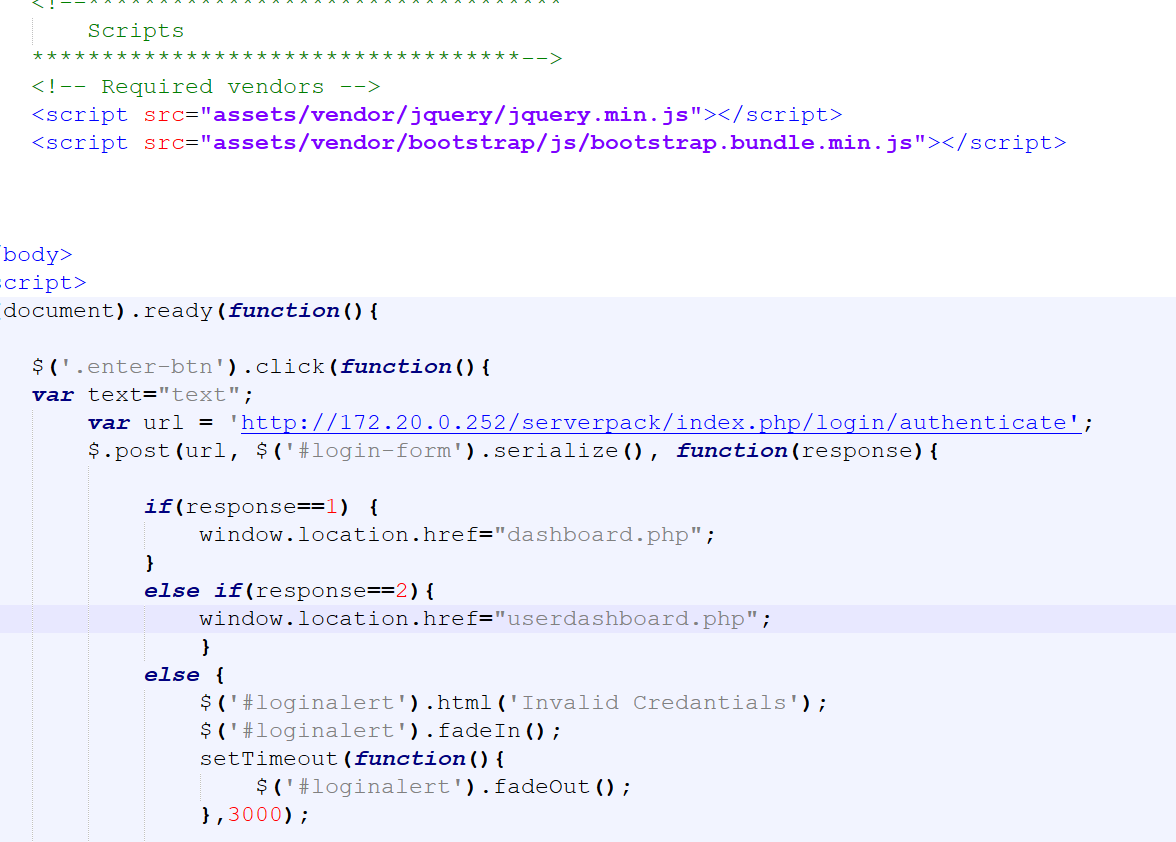 <!--**********************************
Scripts
***********************************-->
<!-- Required vendors -->
<script src="assets/vendor/jquery/jquery.min.js"></script>
<script src="assets/vendor/bootstrap/js/bootstrap.bundle.min.js"></script>
/body>
script>
(document).ready(function(){
$('.enter-btn').click(function(){
var text="text";
var url = 'http://172.20.0.252/serverpack/index.php/login/authenticate';
$.post(url, $('#login-form').serialize(), function(response){
if(response==1) {
window.location.href="dashboard.php";
}
else if(response==2){
window.location.href="userdashboard.php";
}
else {
$('#loginalert').html('Invalid Credantials');
$('#loginalert').fadeIn();
setTimeout(function(){
$('#loginalert').fadeOut();
},3000);